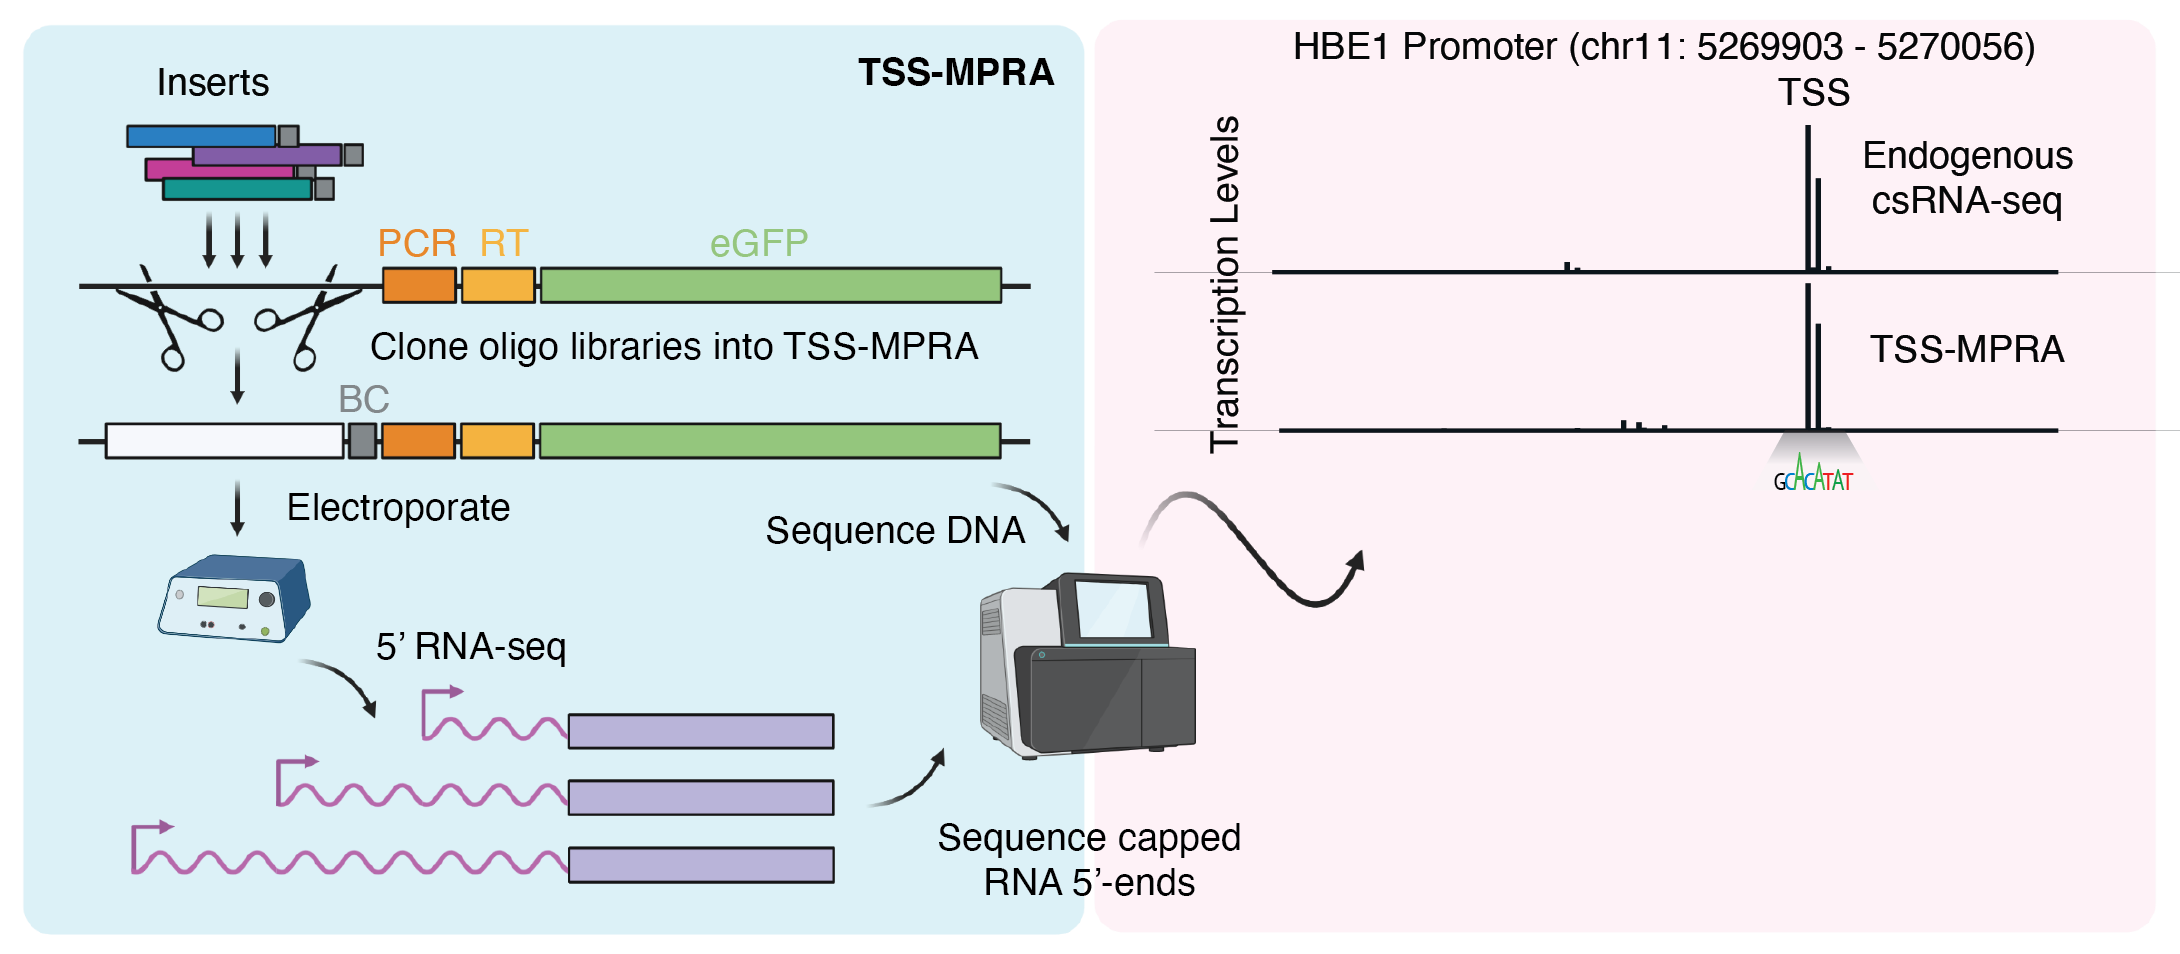 TSS-MPRA
Inserts
PCR RT eGFP
Clone oligo libraries into TSS-MPRA
BC
Electroporate
Sequence DNA
5’ RNA-seq
Sequence capped
RNA 5’-ends
HBE1 Promoter (chr11: 5269903 - 5270056)
TSS
Transcription Levels
Endogenous
csRNA-seq
TSS-MPRA
GCACATAT